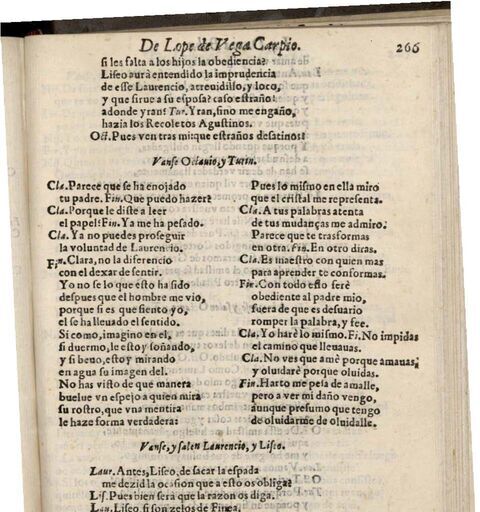 De Lope de Vega Carpio. 266
si les falta a los hijos la obediencia?
Liseo aurà entendido la imprudencia
de esse Laurencio, atreuidillo, y loco,
y que sirue a su esposa? caso estraño!
adonde yran? Tur. Yran, sino me engaño,
hazia los Recoletos Agustinos.
Oct. Pues ven tras mi: que estraños desatinos!
Vanse Octauio, y Turin.
Cla. Parece que se ha enojado
tu padre. Fin. Què puedo hazer?
Cla. Porque le diste a leer
el papel? Fin. Ya me ha pesado.
Cla. Ya no puedes proseguir
la voluntad de Laurencio.
Fin. Clara, no la diferencio
con el dexar de sentir.
Yo no se lo que esto ha sido
despues que el hombre me vio,
porque si es que siento yo,
el se ha lleuado el sentido.
Si como, imagino en el,
si duermo, le estoy soñando,
y si beuo, estoy mirando
en agua su imagen del.
No has visto de que manera
buelue vn espejo a quien mira
su rostro, que vna mentira
le haze forma verdadera:
Pues lo mismo en ella miro
que el cristal me representa.
Cla. A tus palabras atenta
de tus mudanças me admiro.
Parece que te trasformas
en otra. Fin. En otro diras.
Cla. Es maestro con quien mas
para aprender te conformas.
Fin. Con todo esto serè
obediente al padre mio,
fuera de que es desuario
romper la palabra, y fee.
Cla. Yo harè lo mismo. Fi. No impidas
el camino que lleuauas.
Cla. No ves que amè porque amauas,
y oluidarè porque oluidas.
Fin. Harto me pesa de amalle,
pero a ver mi daño vengo,
aunque presumo que tengo
de oluidarme de oluidalle.
Vanse, y salen Laurencio, y Liseo.
Lau. Antes, Liseo, de sacar la espada
me dezid la ocasion que a esto os obliga?
Lis. Pues bien serà que la razon os diga.
Lau. Liseo, si son zelos de Finea,